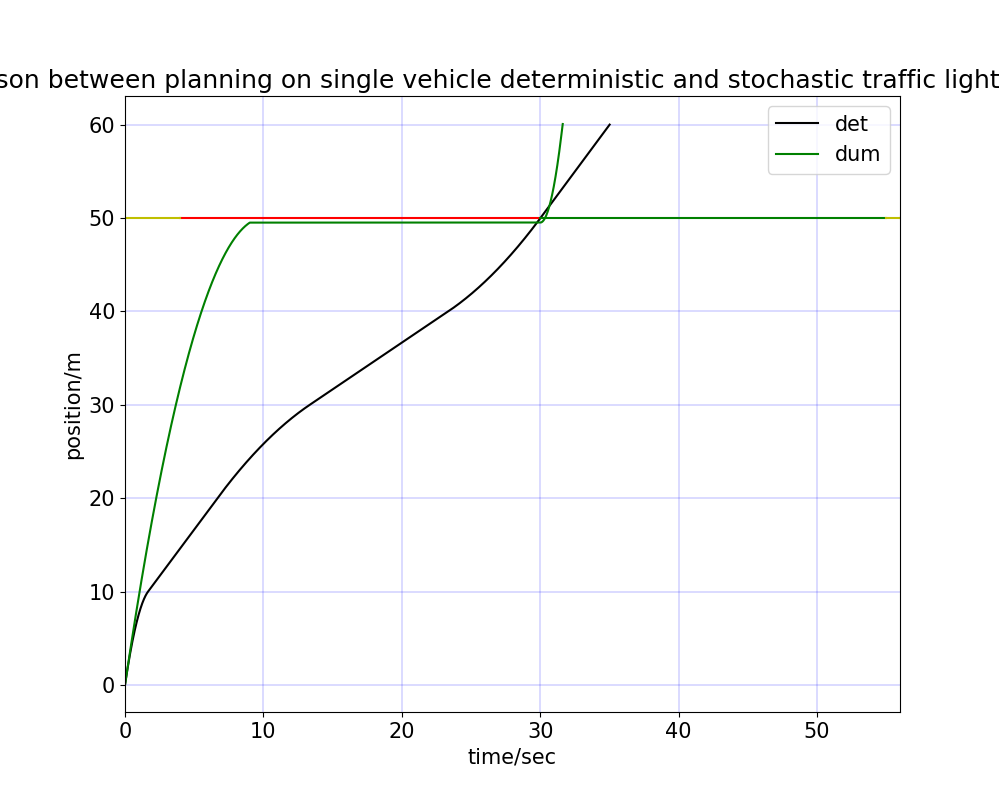 son between planning on single vehicle deterministic and stochastic traffic light
det
dum
60
50
40
30
20
10
0
position/m
0 10 20 30 40 50
time/sec